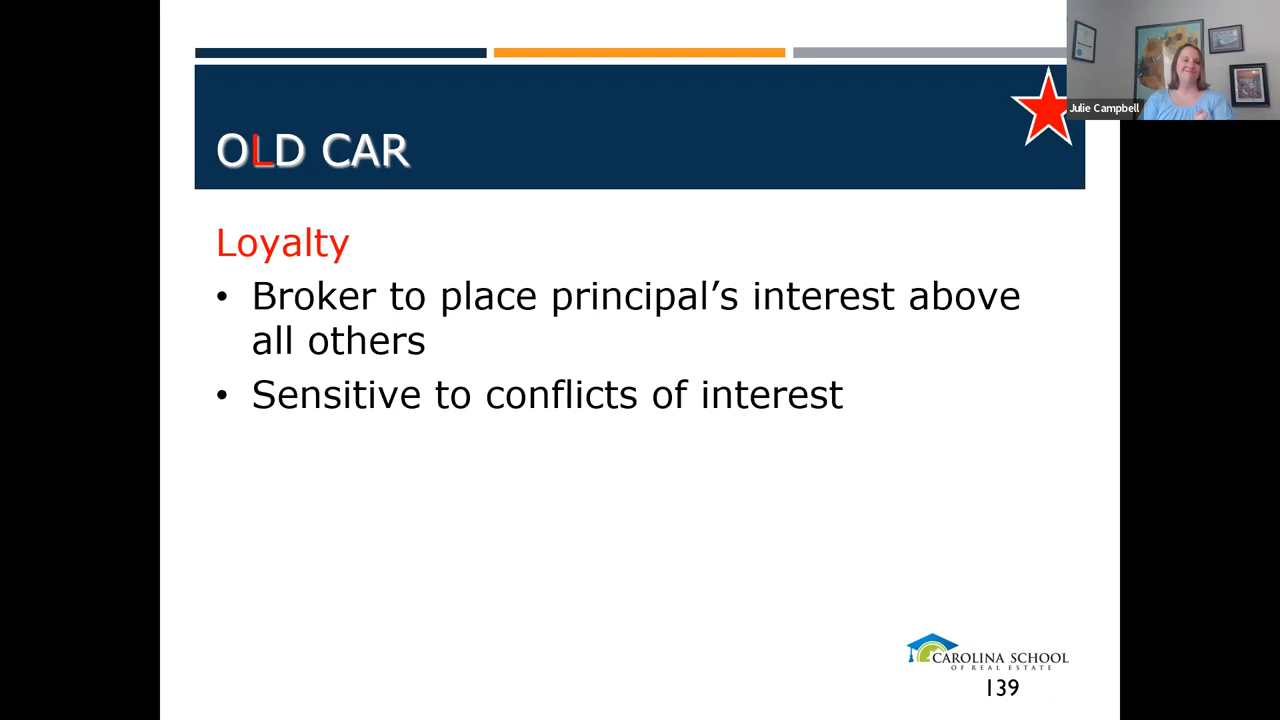 Julie Campbell
OLD CAR
Loyalty
• Broker to place principal’s interest above
all others
• Sensitive to conflicts of interest
CAROLINA SCHOOL
OF REAL ESTATE
139